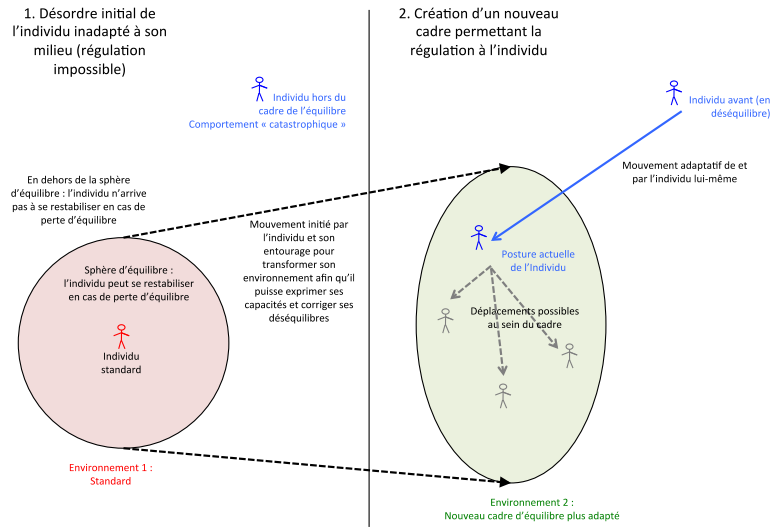 1. Désordre initial de
l’individu inadapté à son
milieu (régulation
impossible)
Individu hors du
cadre de l’équilibre
Comportement « catastrophique »
En dehors de la sphère
d’équilibre : l’individu n’arrive
pas à se restabiliser en cas de
perte d’équilibre
Mouvement initié par
l’individu et son
entourage pour
transformer son
environnement afin qu’il
puisse exprimer ses
capacités et corriger ses
déséquilibres
Sphère d’équilibre :
l’individu peut se restabiliser
en cas de perte d’équilibre
Individu
standard
Environnement 1 :
Standard
2. Création d’un nouveau
cadre permettant la
régulation à l’individu
Individu avant (en
déséquilibre)
Mouvement adaptatif de et
par l’individu lui-même
Posture actuelle
de l’Individu
Déplacements possibles
au sein du cadre
Environnement 2 :
Nouveau cadre d’équilibre plus adapté